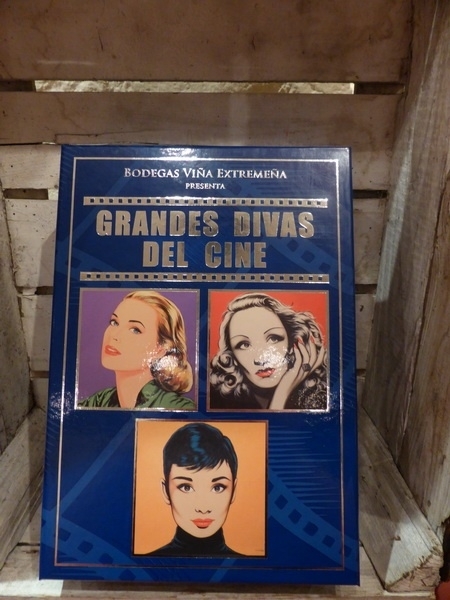 BODEGAS VIÑA EXTREMEÑA
PRESENTA
GRANDES DIVAS
DEL CINE